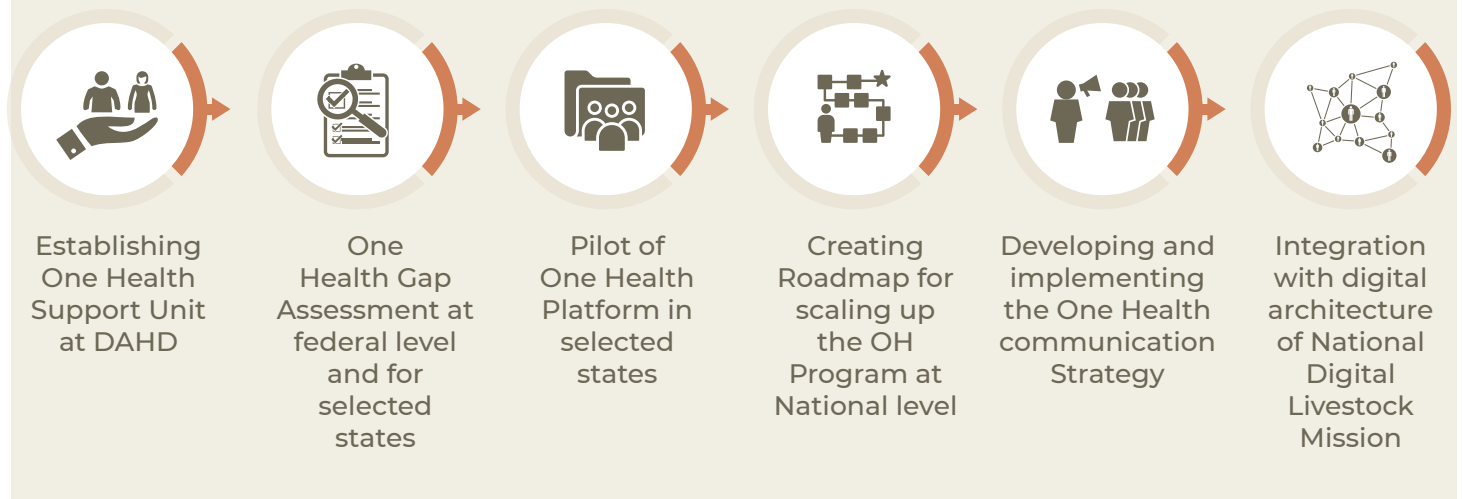 Establishing
One Health
Support Unit
at DAHD
One
Health Gap
Assessment at
federal level
and for
selected
states
Pilot of
One Health
Platform in
selected
states
Creating
Roadmap for
scaling up
the OH
Program at
National level
Developing and
implementing
the One Health
communication
Strategy
Integration
with digital
architecture
of National
Digital
Livestock
Mission